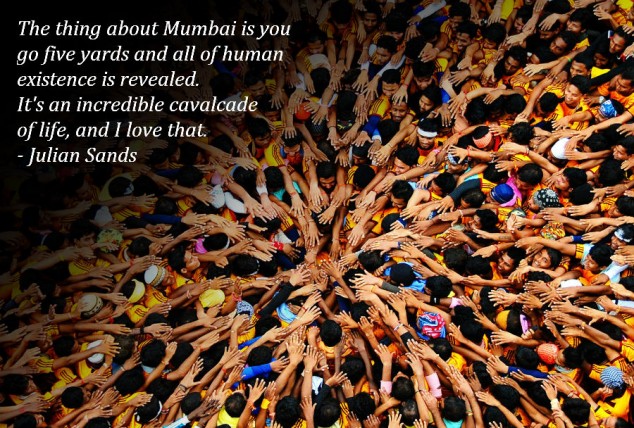 The thing about Mumbai is you
go five yards and all of human
existence is revealed.
It's an incredible cavalcade
of life, and I love that.
- Julian Sands